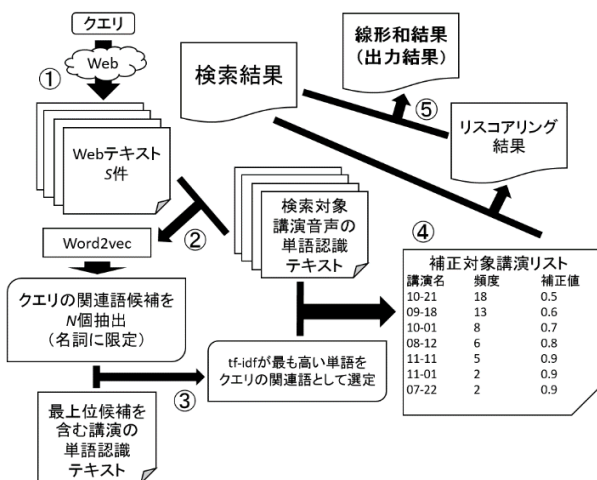 クエリ
Web
①
Webテキスト
S件
②
Word2vec
クエリの関連語候補を
N個抽出
（名詞に限定）
③
最上位候補を
含む講演の
単語認識
テキスト
検索対象
講演音声の
単語認識
テキスト
tf-idfが最も高い単語を
クエリの関連語として選定
④
補正対象講演リスト
講演名 頻度 補正値
10-21 18 0.5
09-18 13 0.6
10-01 8 0.7
08-12 6 0.8
11-11 5 0.9
11-01 2 0.9
07-22 2 0.9
検索結果
リスコアリング
結果
⑤
線形和結果
（出力結果）